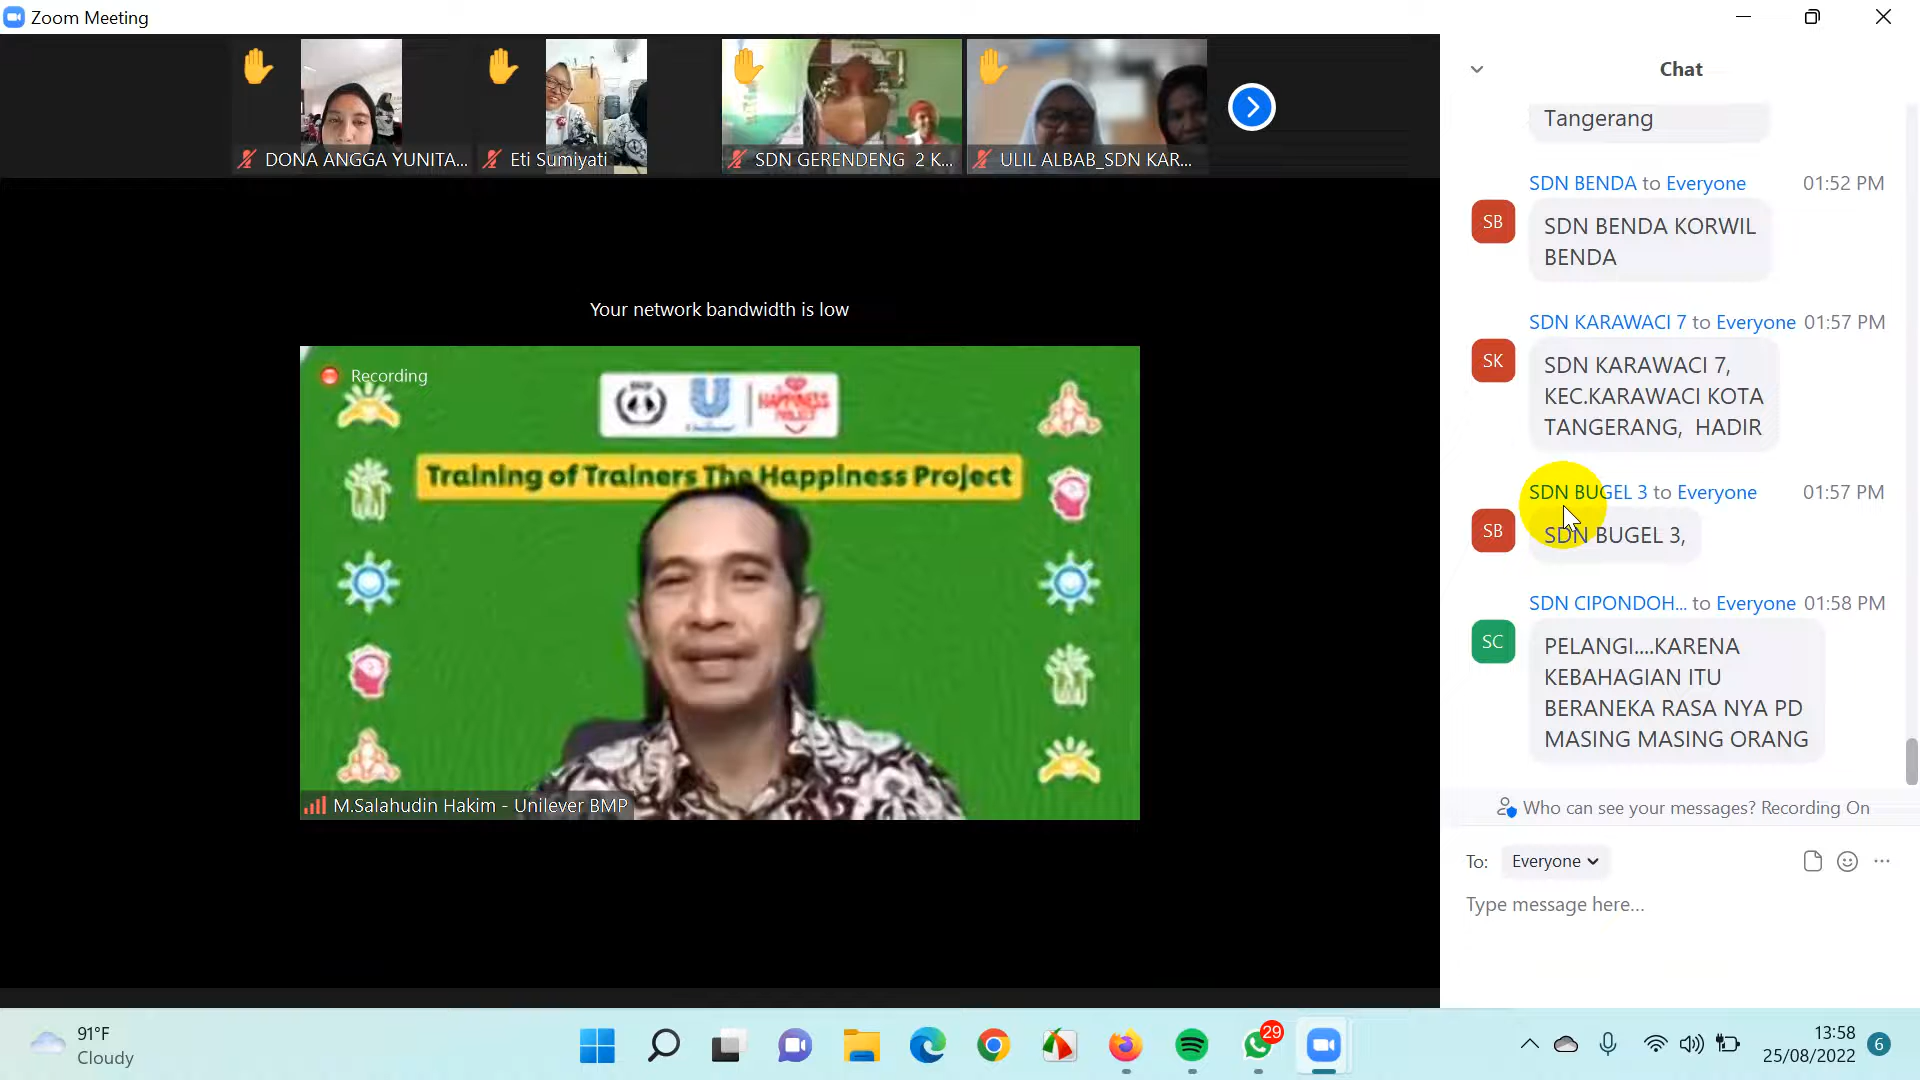 Zoom Meeting
DONA ANGGA YUNITA...
Eti Sumiyati
SDN GERENDENG 2 K...
ULIL ALBAB_SDN KAR...
Your network bandwidth is low
Recording
HAPPINESS
PROJECT
Training of Trainers The Happiness Project
M.Salahudin Hakim - Unilever BMP
Chat
Tangerang
SDN BENDA to Everyone 01:52 PM
SB
SDN BENDA KORWIL
BENDA
SDN KARAWACI 7 to Everyone 01:57 PM
SK
SDN KARAWACI 7,
KEC.KARAWACI KOTA
TANGERANG, HADIR
SDN BUGEL 3 to Everyone 01:57 PM
SB
SDN BUGEL 3,
SDN CIPONDOH... to Everyone 01:58 PM
SC
PELANGI....KARENA
KEBAHAGIAN ITU
BERANEKA RASA NYA PD
MASING MASING ORANG
Who can see your messages? Recording On
To: Everyone
Type message here...
91°F
Cloudy
29
13:58
25/08/2022
6